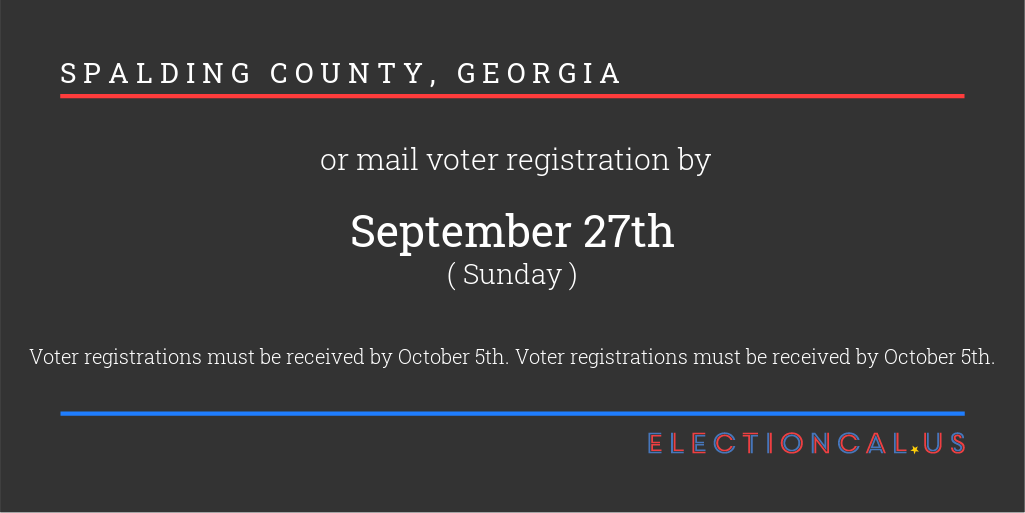 SPALDING COUNTY, GEORGIA
or mail voter registration by
September 27th
( Sunday )
Voter registrations must be received by October 5th. Voter registrations must be received by October 5th.
ELECTIONCAL.US